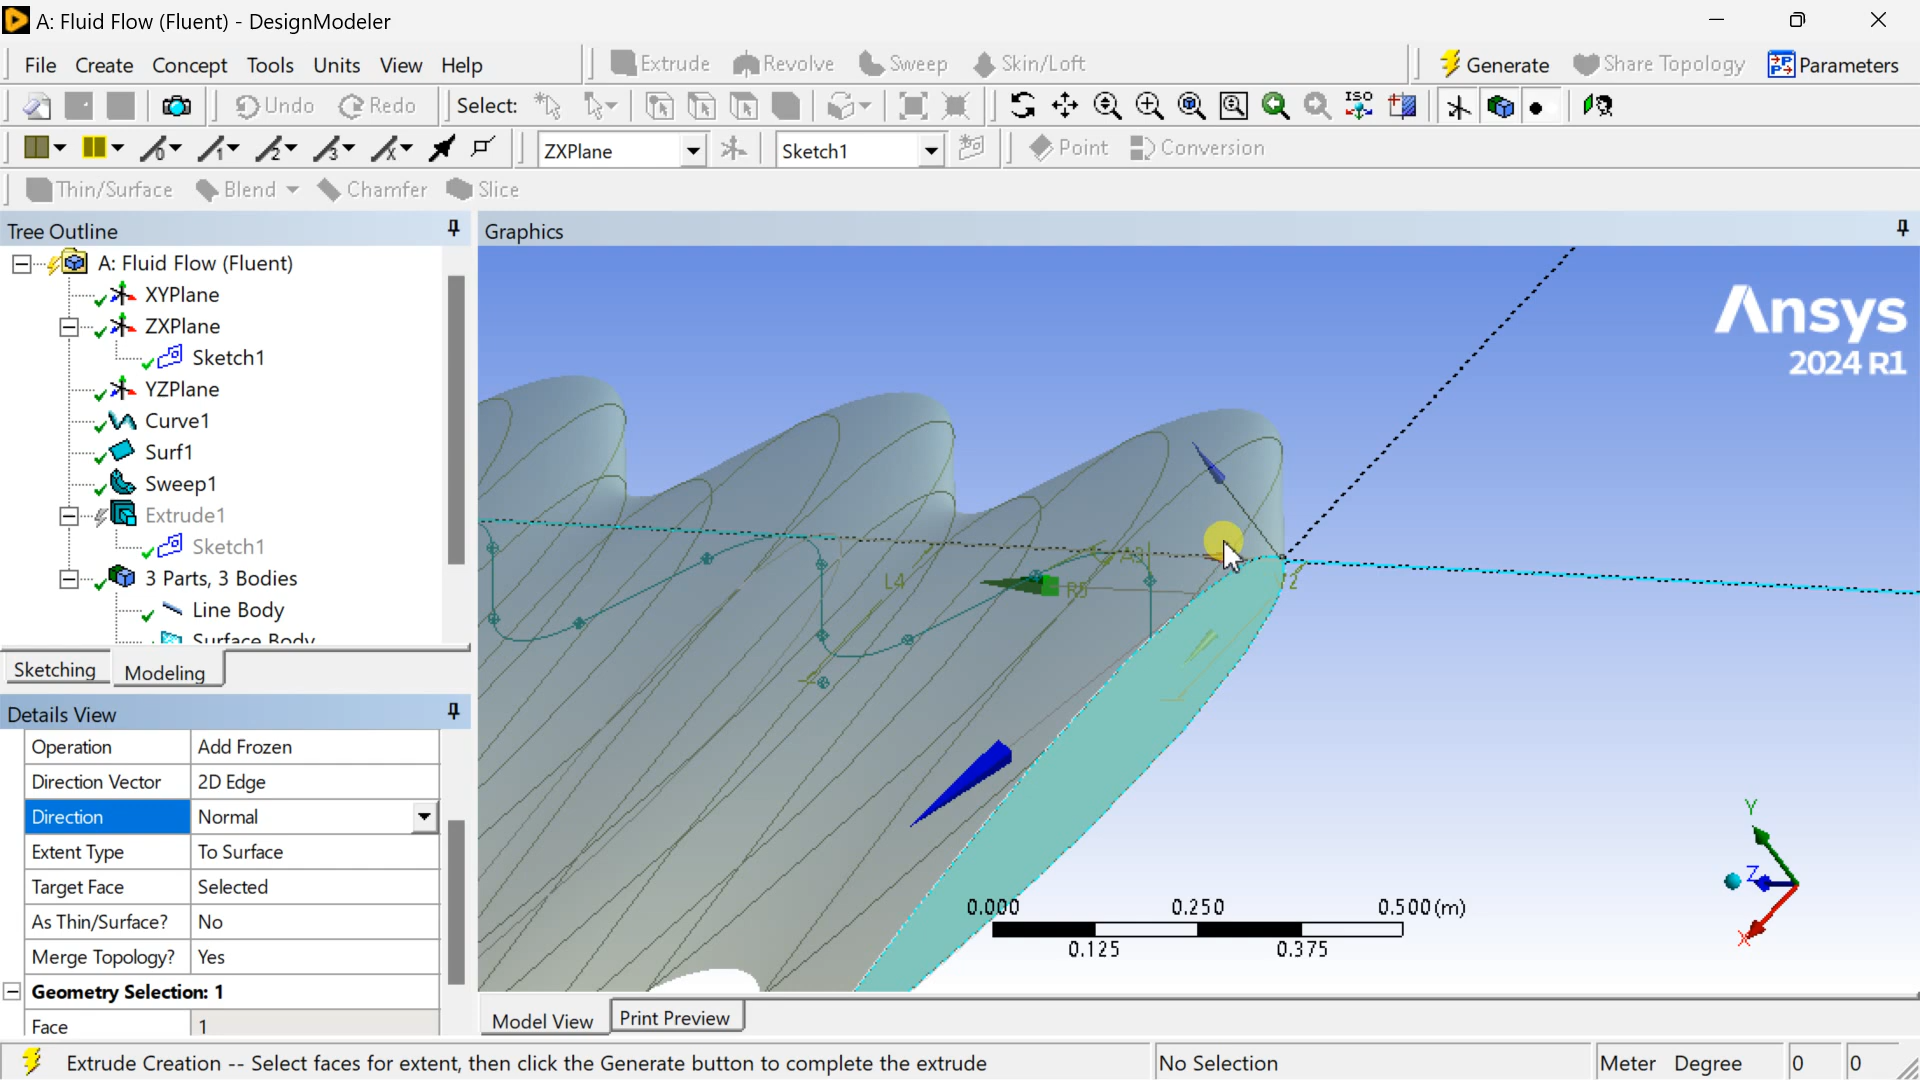 A: Fluid Flow (Fluent) - DesignModeler
File Create Concept Tools Units View Help
Extrude Revolve Sweep Skin/Loft
Generate Share Topology Parameters
Undo Redo Select:
ISO
ZXPlane Sketch1 Point Conversion
Thin/Surface Blend Chamfer Slice
Tree Outline
Graphics
A: Fluid Flow (Fluent)
XYPlane
ZXPlane
Sketch1
YZPlane
Curve1
Surf1
Sweep1
Extrude1
Sketch1
3 Parts, 3 Bodies
Line Body
Surface Body
Sketching Modeling
Details View
Operation Add Frozen
Direction Vector 2D Edge
Direction Normal
Extent Type To Surface
Target Face Selected
As Thin/Surface? No
Merge Topology? Yes
Geometry Selection: 1
Face 1
Ansys
2024 R1
L4
R5
Y
Z
X
0.000 0.250 0.500 (m)
0.125 0.375
Model View Print Preview
Extrude Creation -- Select faces for extent, then click the Generate button to complete the extrude
No Selection
Meter Degree 0 0